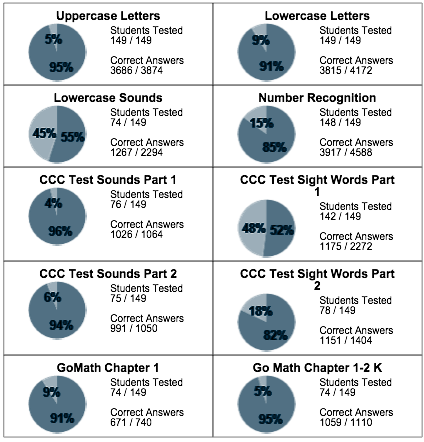 Uppercase Letters
5%
95%
Students Tested
149 / 149
Correct Answers
3686 / 3874
Lowercase Letters
9%
91%
Students Tested
149 / 149
Correct Answers
3815 / 4172
Lowercase Sounds
45%
55%
Students Tested
74 / 149
Correct Answers
1267 / 2294
Number Recognition
15%
85%
Students Tested
148 / 149
Correct Answers
3917 / 4588
CCC Test Sounds Part 1
4%
96%
Students Tested
76 / 149
Correct Answers
1026 / 1064
CCC Test Sight Words Part
1
48%
52%
Students Tested
142 / 149
Correct Answers
1175 / 2272
CCC Test Sounds Part 2
6%
94%
Students Tested
75 / 149
Correct Answers
991 / 1050
CCC Test Sight Words Part
2
18%
82%
Students Tested
78 / 149
Correct Answers
1151 / 1404
GoMath Chapter 1
9%
91%
Students Tested
74 / 149
Correct Answers
671 / 740
Go Math Chapter 1-2 K
5%
95%
Students Tested
74 / 149
Correct Answers
1059 / 1110